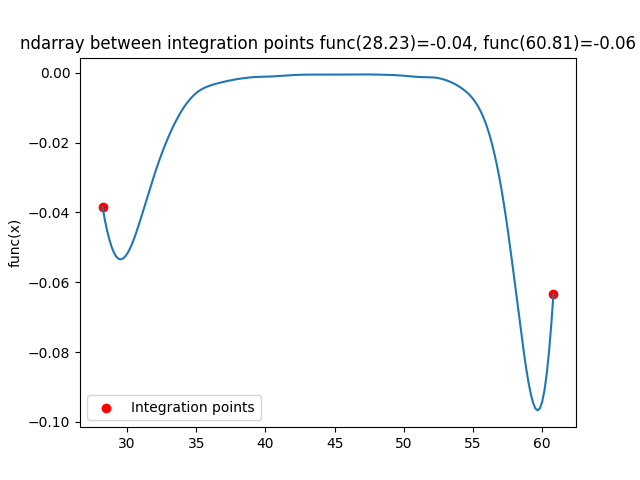 ndarray between integration points func(28.23)=-0.04, func(60.81)=-0.06
0.00
−0.02
−0.04
−0.06
−0.08
−0.10
func(x)
Integration points
30 35 40 45 50 55 60